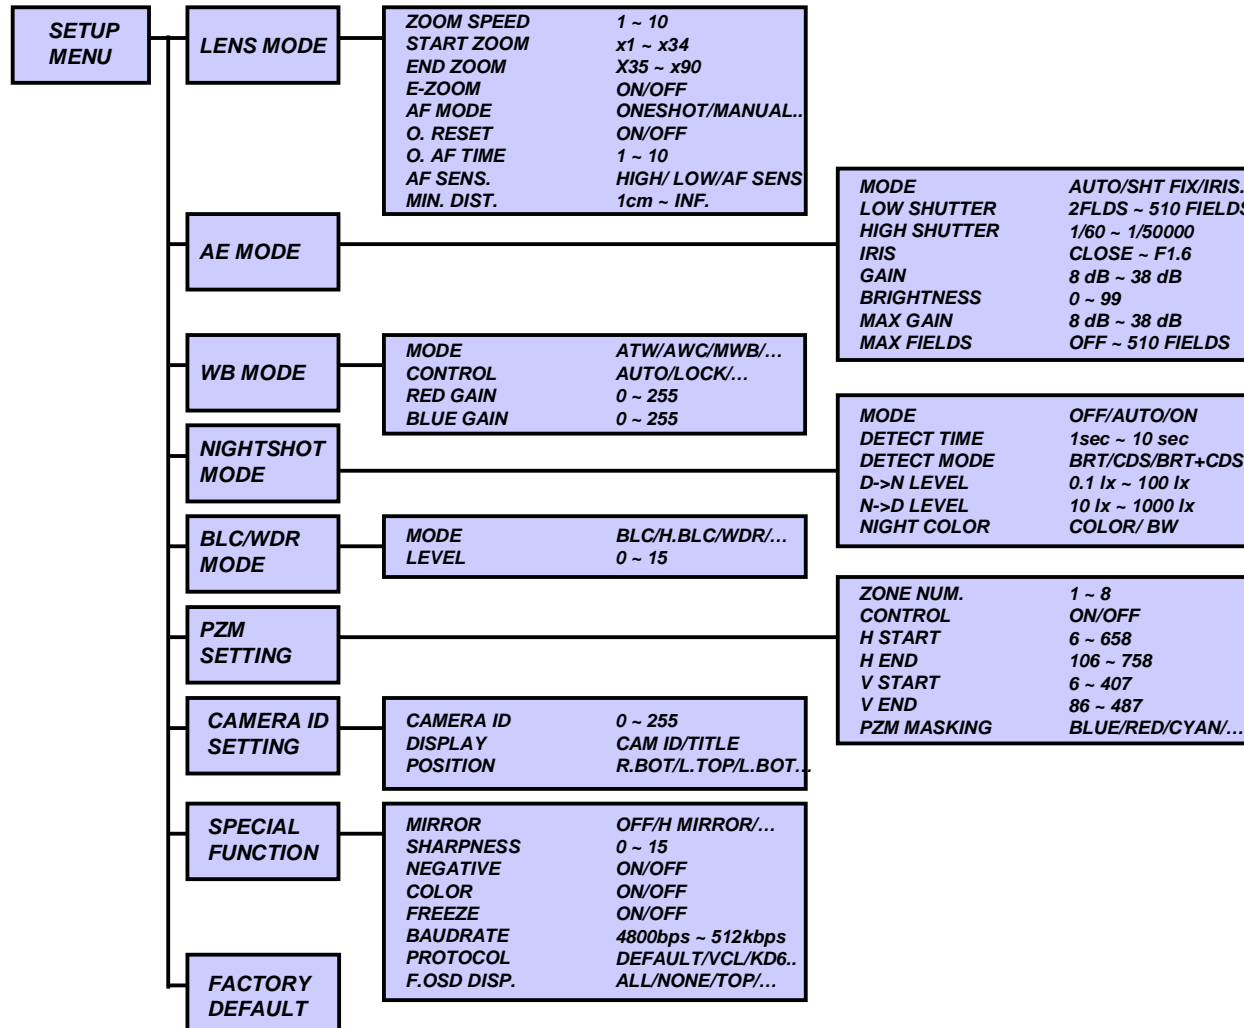 SETUP
MENU
LENS MODE
ZOOM SPEED 1 ~ 10
START ZOOM x1 ~ x34
END ZOOM X35 ~ x90
E-ZOOM ON/OFF
AF MODE ONESHOT/MANUAL..
O. RESET ON/OFF
O. AF TIME 1 ~ 10
AF SENS. HIGH/ LOW/AF SENS
MIN. DIST. 1cm ~ INF.
AE MODE
MODE AUTO/SHT FIX/IRIS.
LOW SHUTTER 2FLDS ~ 510 FIELDS
HIGH SHUTTER 1/60 ~ 1/50000
IRIS CLOSE ~ F1.6
GAIN 8 dB ~ 38 dB
BRIGHTNESS 0 ~ 99
MAX GAIN 8 dB ~ 38 dB
MAX FIELDS OFF ~ 510 FIELDS
WB MODE
MODE ATW/AWC/MWB/…
CONTROL AUTO/LOCK/…
RED GAIN 0 ~ 255
BLUE GAIN 0 ~ 255
NIGHTSHOT
MODE
MODE OFF/AUTO/ON
DETECT TIME 1sec ~ 10 sec
DETECT MODE BRT/CDS/BRT+CDS
D->N LEVEL 0.1 lx ~ 100 lx
N->D LEVEL 10 lx ~ 1000 lx
NIGHT COLOR COLOR/ BW
BLC/WDR
MODE
MODE BLC/H.BLC/WDR/…
LEVEL 0 ~ 15
PZM
SETTING
ZONE NUM. 1 ~ 8
CONTROL ON/OFF
H START 6 ~ 658
H END 106 ~ 758
V START 6 ~ 407
V END 86 ~ 487
PZM MASKING BLUE/RED/CYAN/…
CAMERA ID
SETTING
CAMERA ID 0 ~ 255
DISPLAY CAM ID/TITLE
POSITION R.BOT/L.TOP/L.BOT…
SPECIAL
FUNCTION
MIRROR OFF/H MIRROR/…
SHARPNESS 0 ~ 15
NEGATIVE ON/OFF
COLOR ON/OFF
FREEZE ON/OFF
BAUDRATE 4800bps ~ 512kbps
PROTOCOL DEFAULT/VCL/KD6..
F.OSD DISP. ALL/NONE/TOP/…
FACTORY
DEFAULT